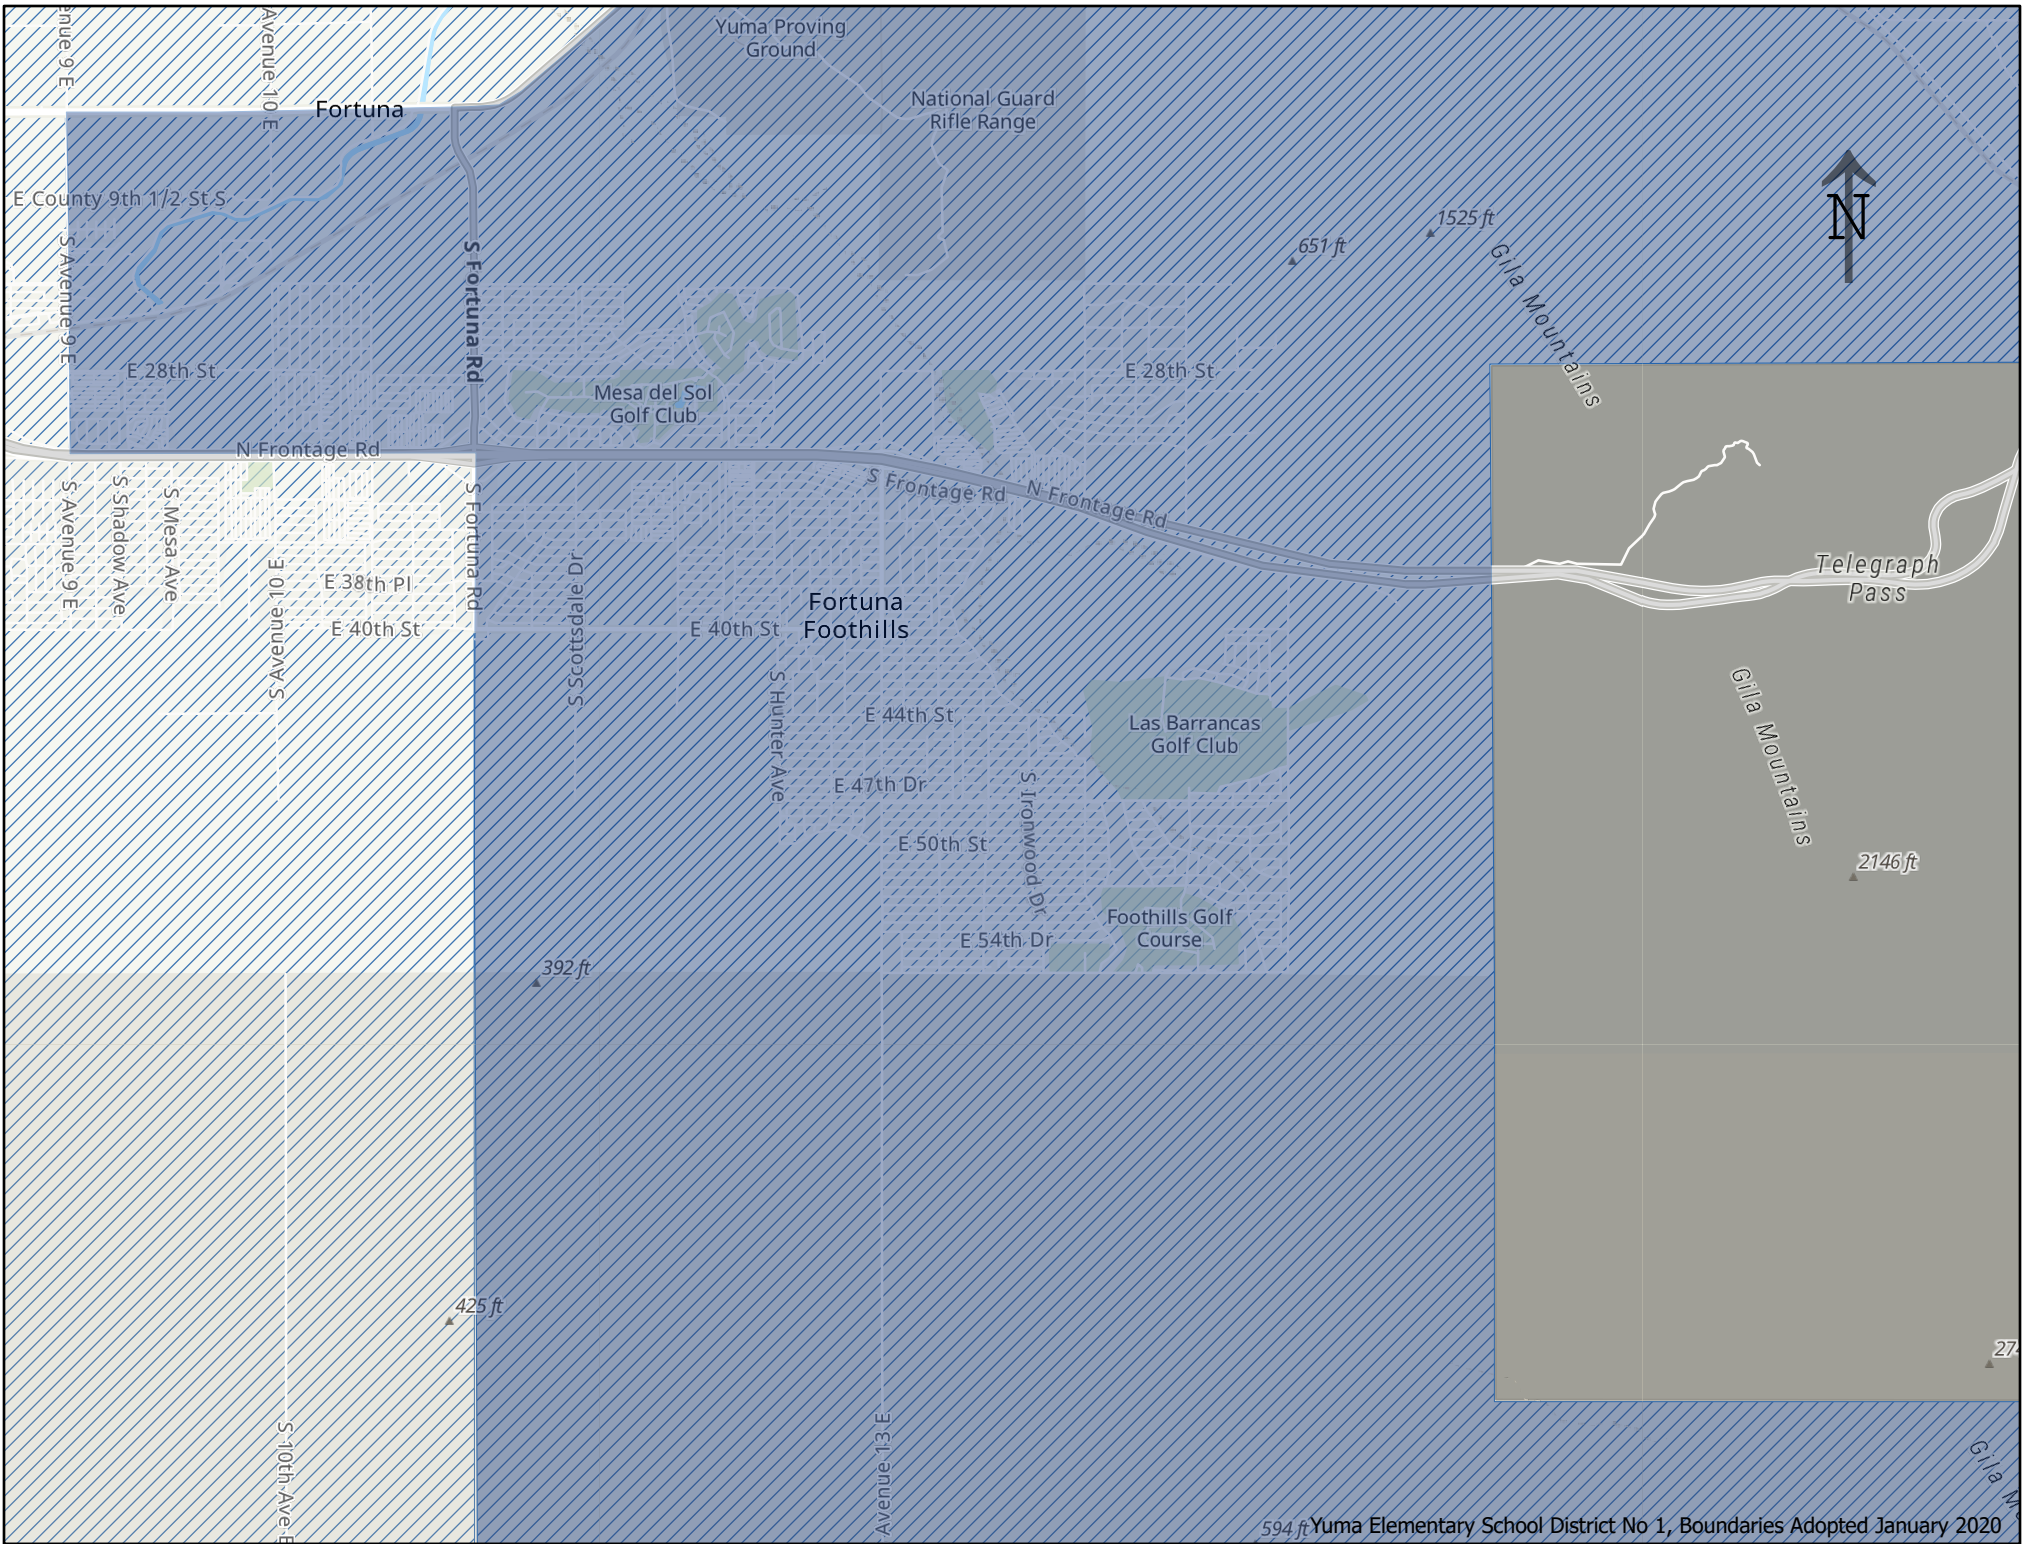 Avenue 10 E
Yuma Proving
Ground
National Guard
Rifle Range
Fortuna
E County 9th 1/2 St S
S Avenue 9 E
S Fortuna Rd
1525 ft
651 ft
N
Gila Mountains
E 28th St
Mesa del Sol
Golf Club
E 28th St
N Frontage Rd
S Frontage Rd
N Frontage Rd
S Avenue 9 E
S Shadow Ave
S Mesa Ave
S Avenue 10 E
E 38th Pl
E 40th St
S Fortuna Rd
S Scottsdale Dr
Fortuna
Foothills
E 40th St
Telegraph
Pass
S Hunter Ave
E 44th St
Las Barrancas
Golf Club
Gila Mountains
E 47th Dr
S Ironwood Dr
E 50th St
2146 ft
Foothills Golf
Course
E 54th Dr
392 ft
425 ft
S 10th Ave E
Avenue 13 E
Gila
594 ft
Yuma Elementary School District No 1, Boundaries Adopted January 2020